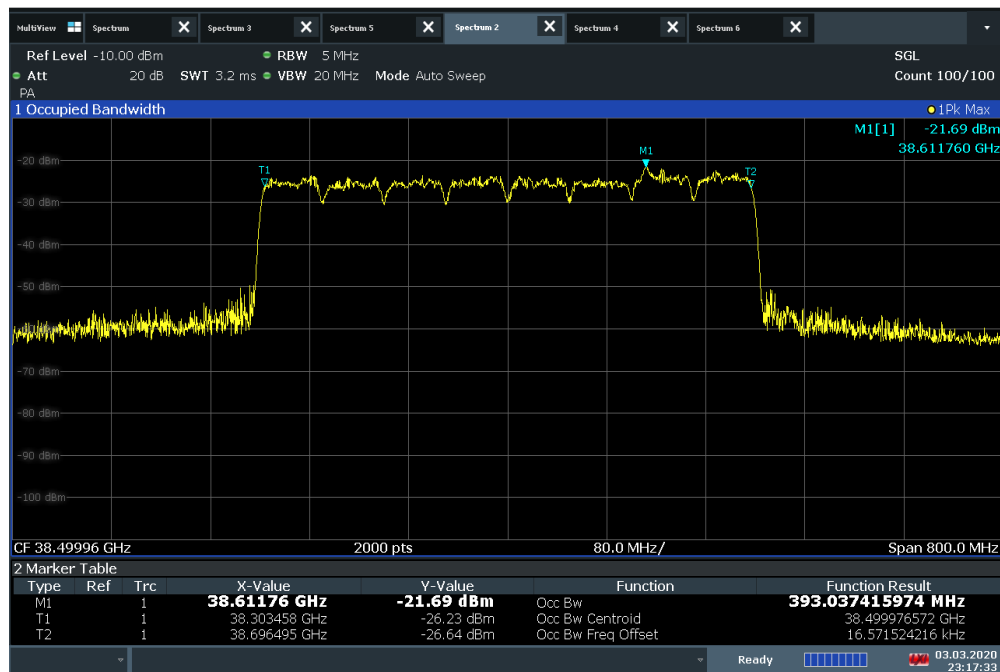 MultiView Spectrum X Spectrum 3 X Spectrum 5 X Spectrum 2 X Spectrum 4 X Spectrum 6 X
Ref Level -10.00 dBm RBW 5 MHz SGL
Att 20 dB SWT 3.2 ms VBW 20 MHz Mode Auto Sweep Count 100/100
PA
1 Occupied Bandwidth 1Pk Max
M1[1] -21.69 dBm
38.611760 GHz
M1
-20 dBm
T1 T2
-30 dBm
-40 dBm
-50 dBm
-70 dBm
-80 dBm
-90 dBm
-100 dBm
CF 38.49996 GHz 2000 pts 80.0 MHz/ Span 800.0 MHz
2 Marker Table
Type Ref Trc X-Value Y-Value Function Function Result
M1 1 38.61176 GHz -21.69 dBm Occ Bw 393.037415974 MHz
T1 1 38.303458 GHz -26.23 dBm Occ Bw Centroid 38.499976572 GHz
T2 1 38.696495 GHz -26.64 dBm Occ Bw Freq Offset 16.571524216 kHz
Ready 03.03.2020
23:17:33